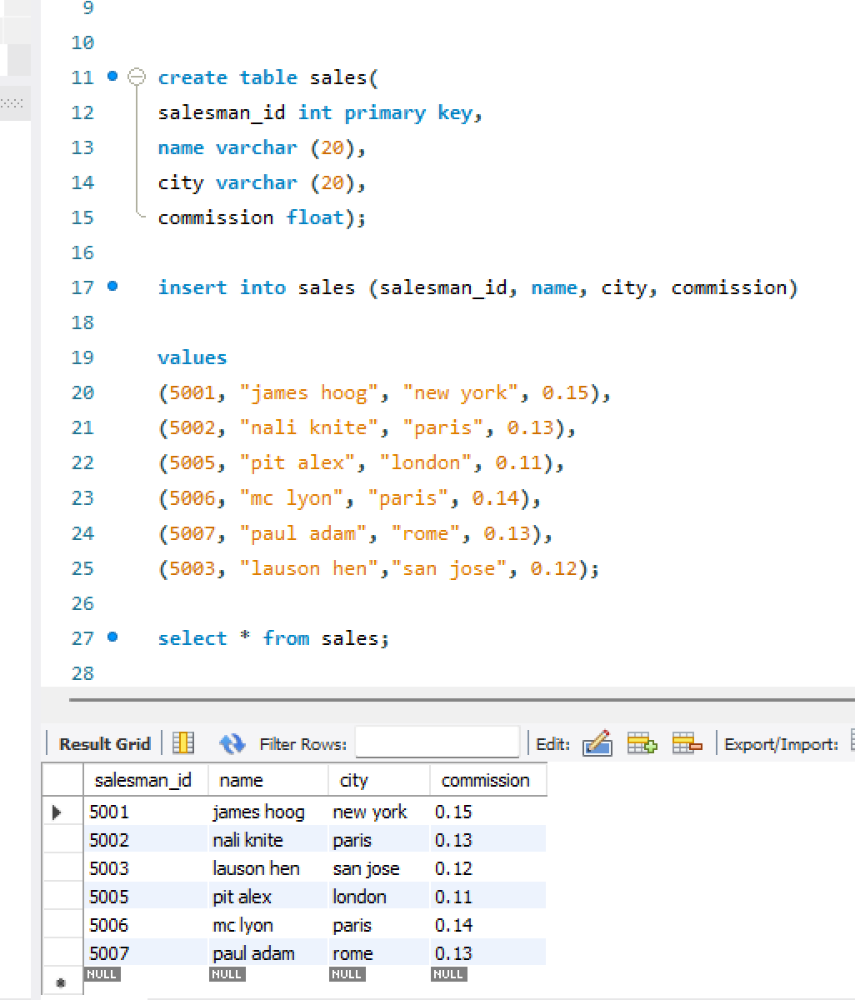 9
10
11 create table sales(
12 salesman_id int primary key,
13 name varchar (20),
14 city varchar (20),
15 commission float);
16
17 insert into sales (salesman_id, name, city, commission)
18
19 values
20 (5001, "james hoog", "new york", 0.15),
21 (5002, "nali knite", "paris", 0.13),
22 (5005, "pit alex", "london", 0.11),
23 (5006, "mc lyon", "paris", 0.14),
24 (5007, "paul adam", "rome", 0.13),
25 (5003, "lauson hen","san jose", 0.12);
26
27 select * from sales;
28
Result Grid Filter Rows: Edit: Export/Import:
salesman_id name city commission
5001 james hoog new york 0.15
5002 nali knite paris 0.13
5003 lauson hen san jose 0.12
5005 pit alex london 0.11
5006 mc lyon paris 0.14
5007 paul adam rome 0.13
NULL NULL NULL NULL